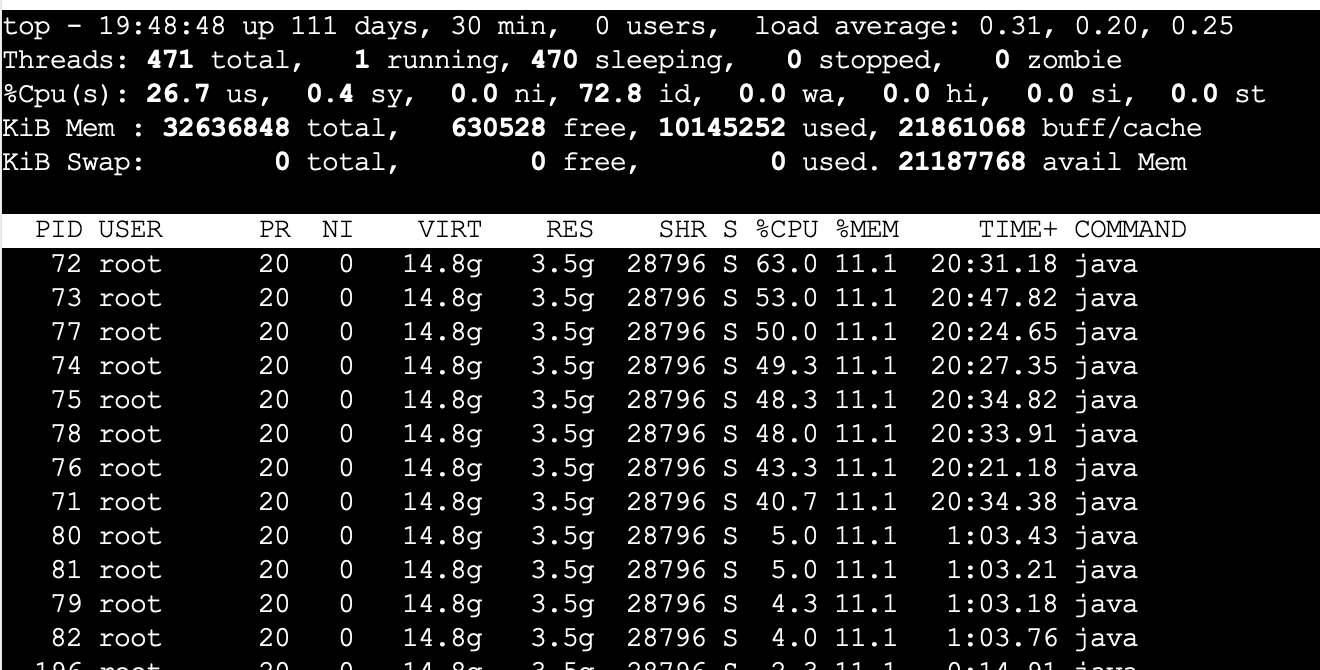 top - 19:48:48 up 111 days, 30 min,  0 users,  load average: 0.31, 0.20, 0.25
Threads: 471 total,   1 running, 470 sleeping,   0 stopped,   0 zombie
%Cpu(s): 26.7 us,  0.4 sy,  0.0 ni, 72.8 id,  0.0 wa,  0.0 hi,  0.0 si,  0.0 st
KiB Mem : 32636848 total,   630528 free, 10145252 used, 21861068 buff/cache
KiB Swap:        0 total,        0 free,        0 used. 21187768 avail Mem
PID USER      PR  NI    VIRT    RES    SHR S %CPU %MEM     TIME+ COMMAND
72 root      20   0   14.8g   3.5g  28796 S 63.0 11.1  20:31.18 java
73 root      20   0   14.8g   3.5g  28796 S 53.0 11.1  20:47.82 java
77 root      20   0   14.8g   3.5g  28796 S 50.0 11.1  20:24.65 java
74 root      20   0   14.8g   3.5g  28796 S 49.3 11.1  20:27.35 java
75 root      20   0   14.8g   3.5g  28796 S 48.3 11.1  20:34.82 java
78 root      20   0   14.8g   3.5g  28796 S 48.0 11.1  20:33.91 java
76 root      20   0   14.8g   3.5g  28796 S 43.3 11.1  20:21.18 java
71 root      20   0   14.8g   3.5g  28796 S 40.7 11.1  20:34.38 java
80 root      20   0   14.8g   3.5g  28796 S  5.0 11.1   1:03.43 java
81 root      20   0   14.8g   3.5g  28796 S  5.0 11.1   1:03.21 java
79 root      20   0   14.8g   3.5g  28796 S  4.3 11.1   1:03.18 java
82 root      20   0   14.8g   3.5g  28796 S  4.0 11.1   1:03.76 java
root      20   0   14.8g   3.5g  28796 S 11.1 java